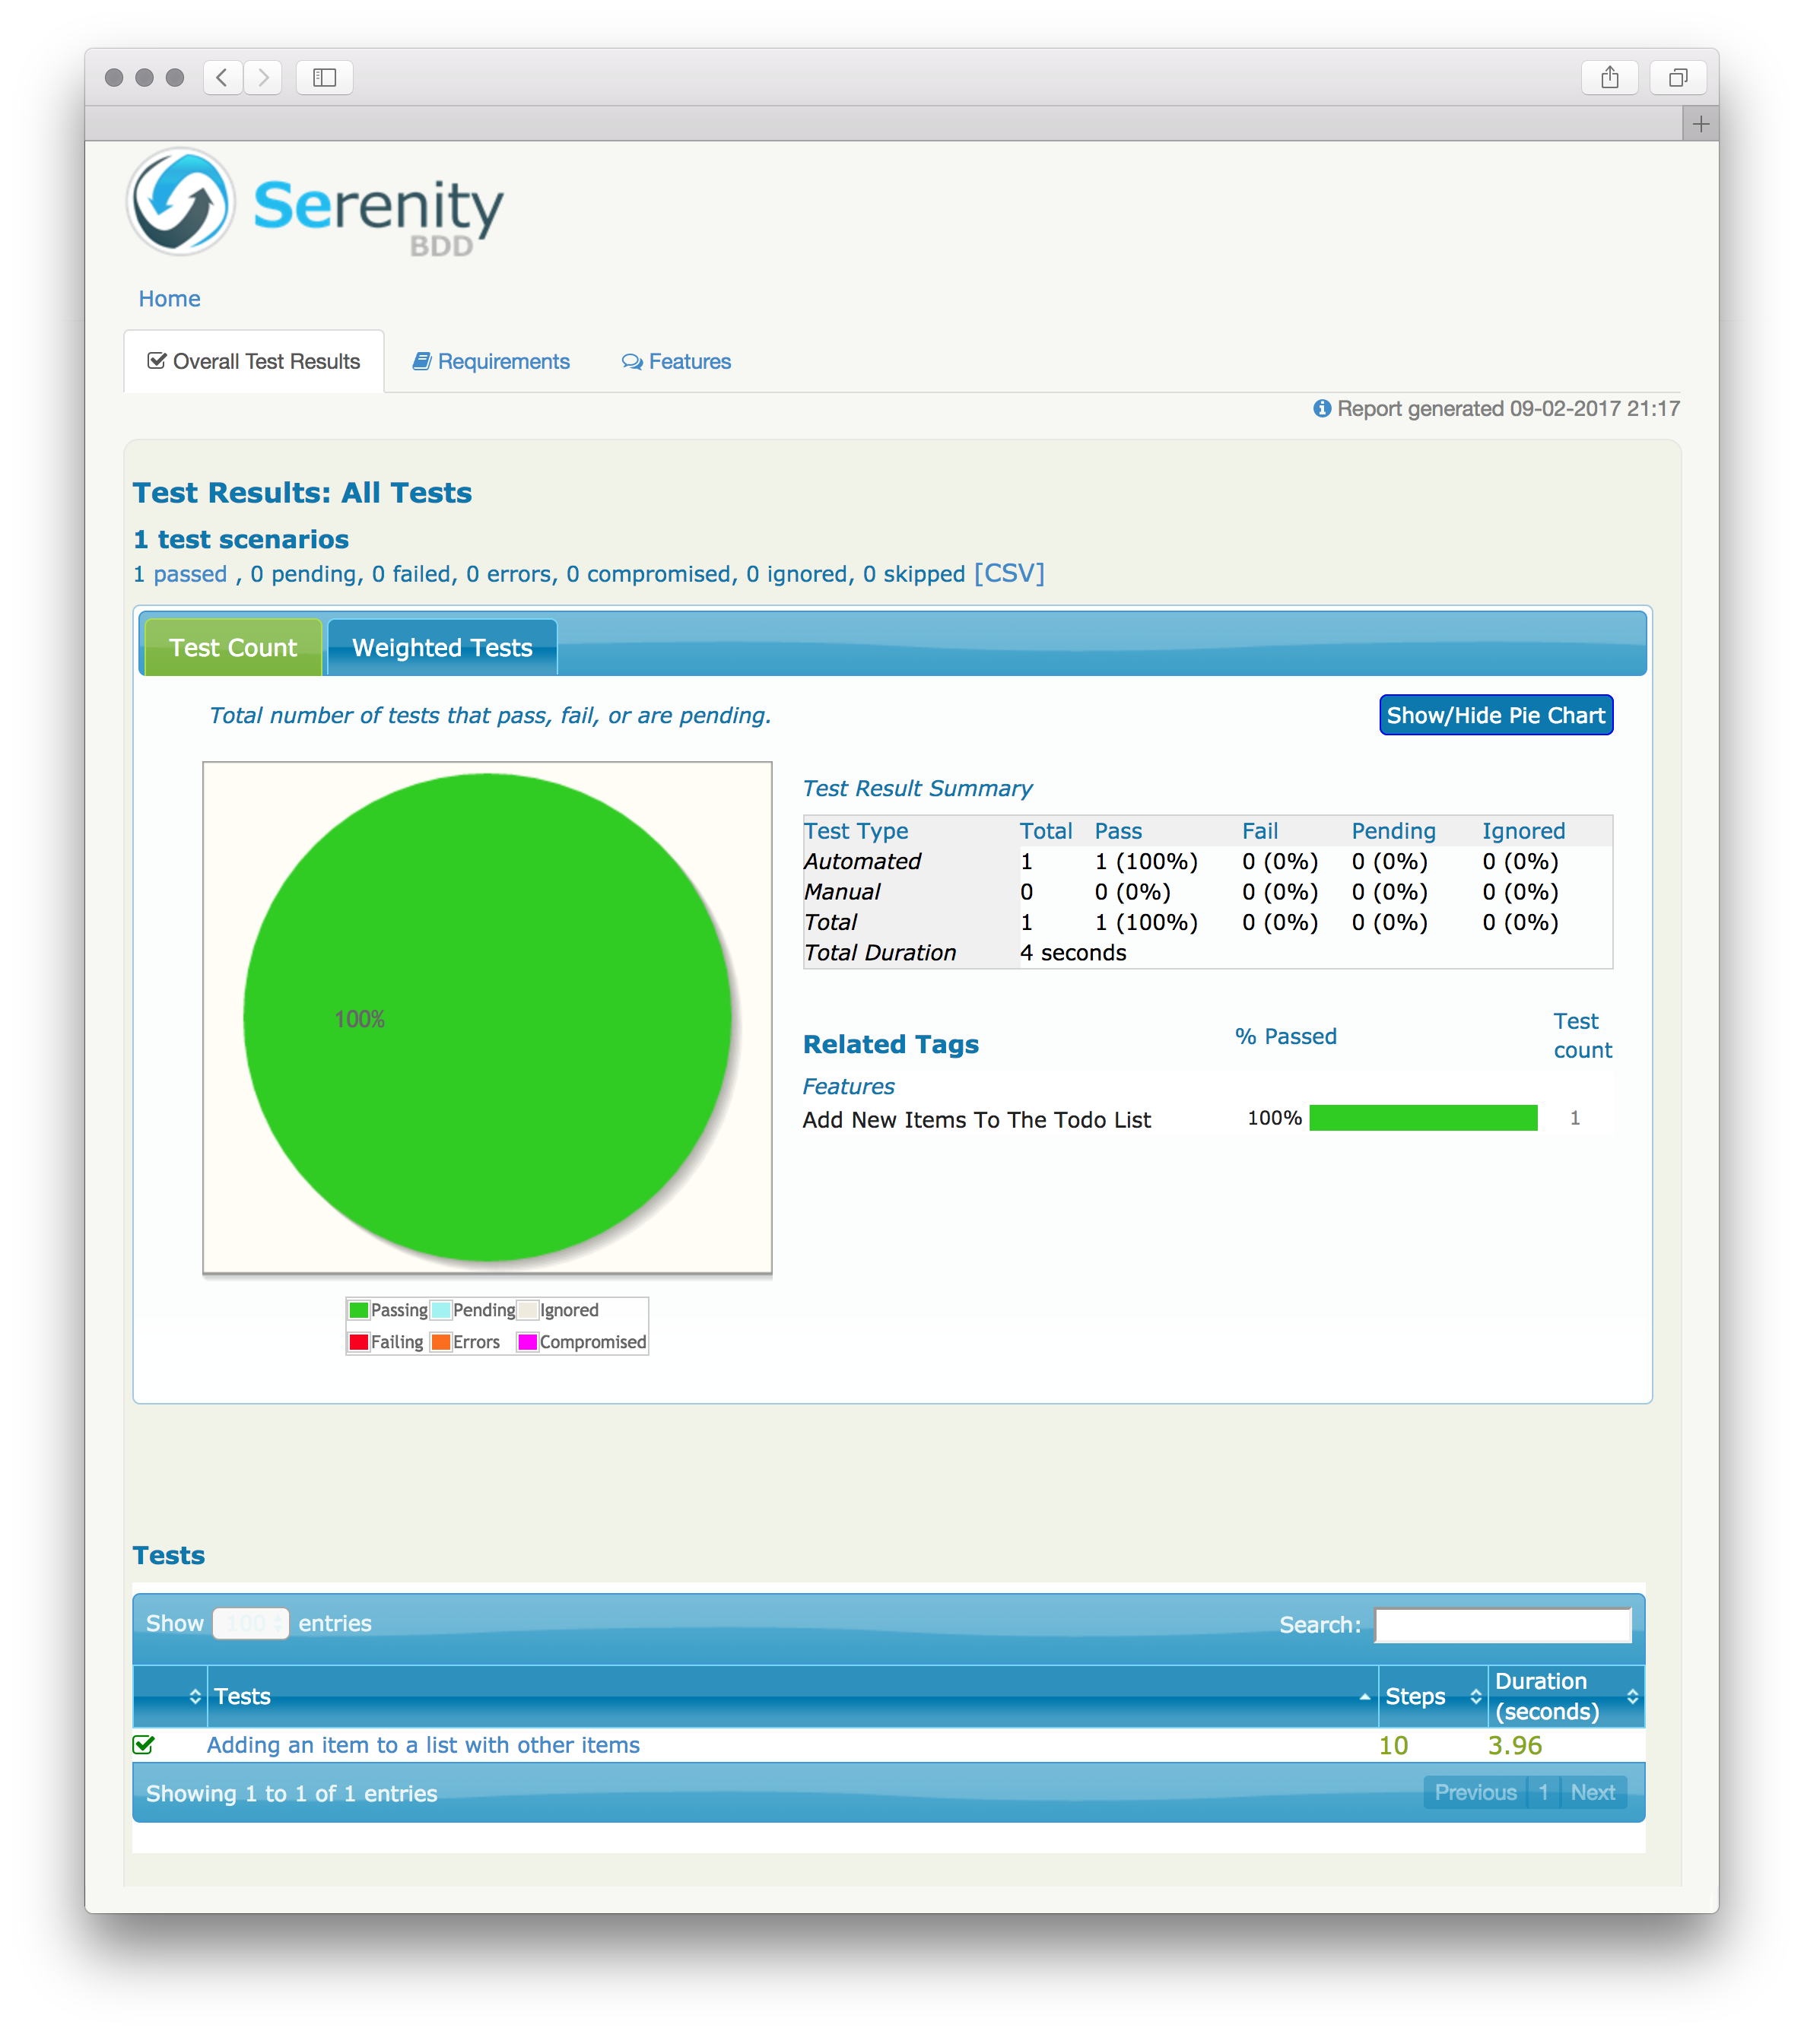 Serenity
BDD
Home
Overall Test Results Requirements Features
Report generated 09-02-2017 21:17
Test Results: All Tests
1 test scenarios
1 passed , 0 pending, 0 failed, 0 errors, 0 compromised, 0 ignored, 0 skipped [CSV]
Test Count Weighted Tests
Total number of tests that pass, fail, or are pending.
Show/Hide Pie Chart
100%
Passing Pending Ignored
Failing Errors Compromised
Test Result Summary
Test Type Total Pass Fail Pending Ignored
Automated 1 1 (100%) 0 (0%) 0 (0%) 0 (0%)
Manual 0 0 (0%) 0 (0%) 0 (0%) 0 (0%)
Total 1 1 (100%) 0 (0%) 0 (0%) 0 (0%)
Total Duration 4 seconds
Related Tags % Passed Test count
Features
Add New Items To The Todo List 100% 1
Tests
Show 100 entries Search:
Tests Steps Duration (seconds)
Adding an item to a list with other items 10 3.96
Showing 1 to 1 of 1 entries Previous 1 Next